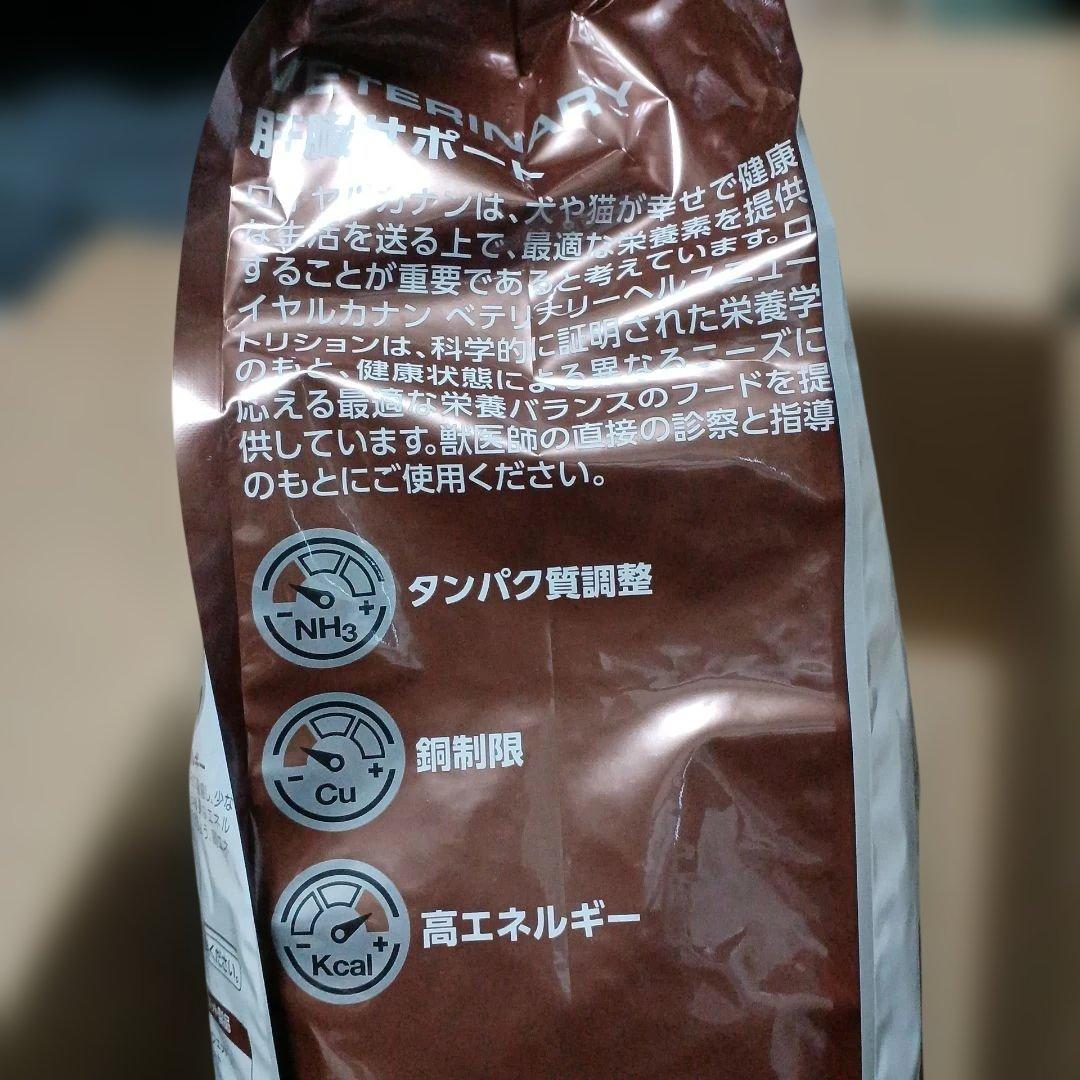 VETERINARY
肝臓サポート
ロイヤルカナンは、犬や猫が幸せで健康
な生活を送る上で、最適な栄養素を提供
することが重要であると考えています。ロ
イヤルカナン ベテリナリーヘルスニュー
トリションは、科学的に証明された栄養学
のもと、健康状態による異なるニーズに
応える最適な栄養バランスのフードを提
供しています。獣医師の直接の診察と指導
のもとにご使用ください。
- +
NH3
タンパク質調整
- +
Cu
銅制限
- +
Kcal
高エネルギー
少な
エネル
ください。